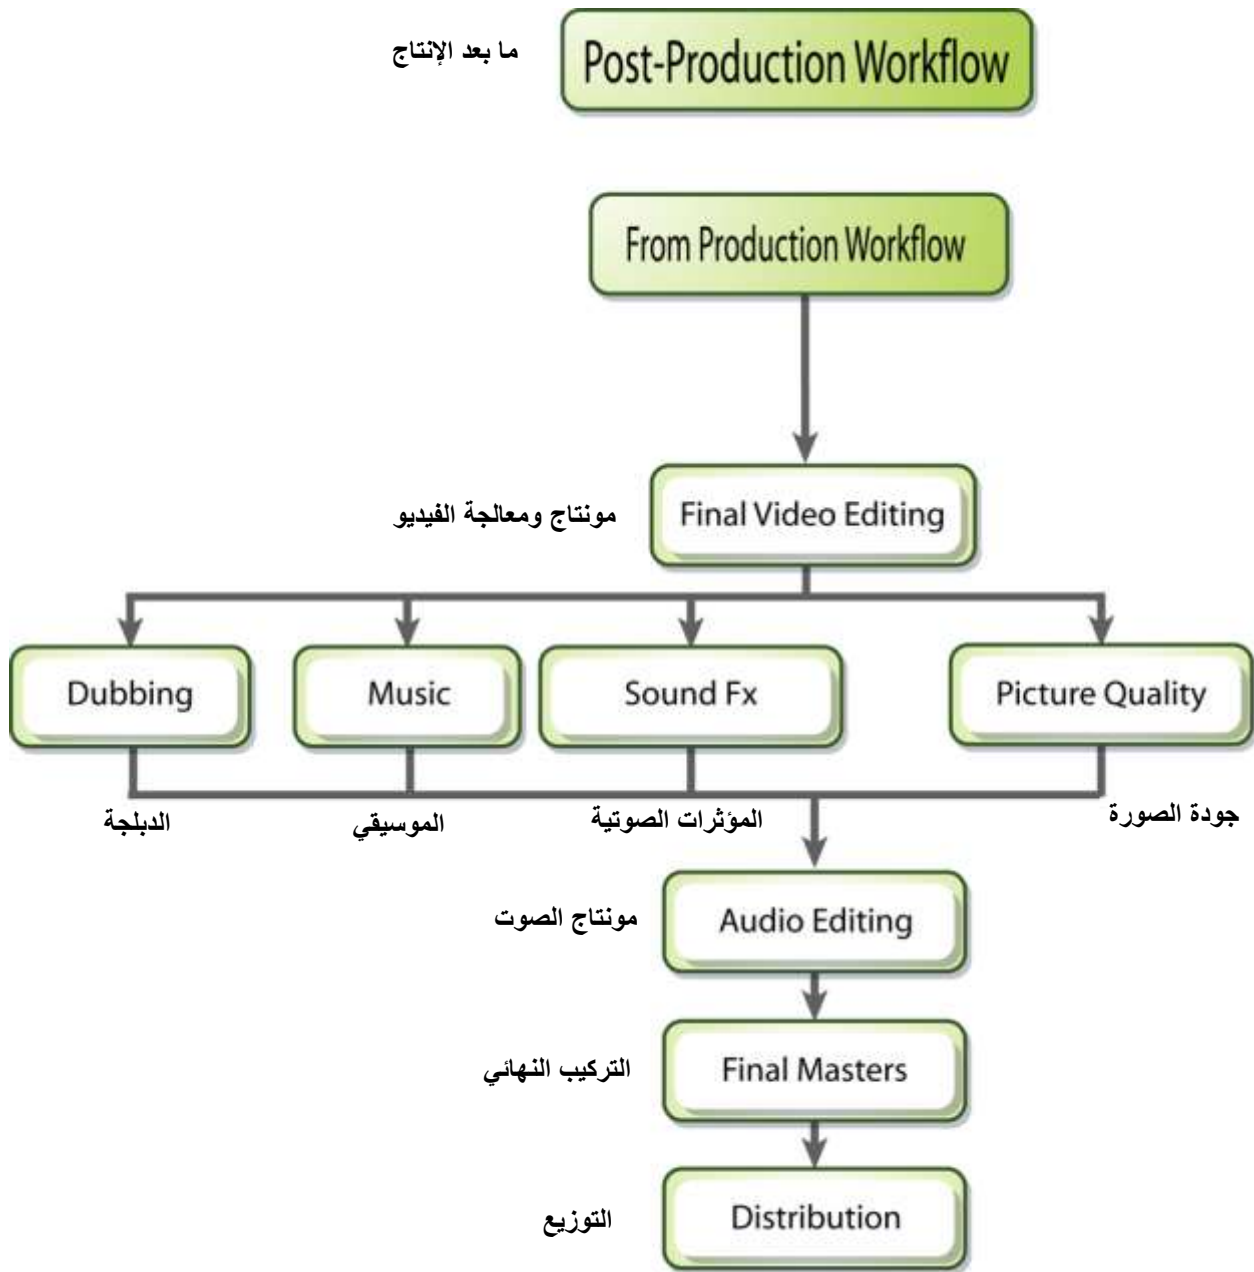 ما بعد الإنتاج
Post-Production Workflow
From Production Workflow
مونتاج ومعالجة الفيديو
Final Video Editing
Dubbing
Music
Sound Fx
Picture Quality
الدبلجة
الموسيقي
المؤثرات الصوتية
جودة الصورة
مونتاج الصوت
Audio Editing
التركيب النهائي
Final Masters
التوزيع
Distribution